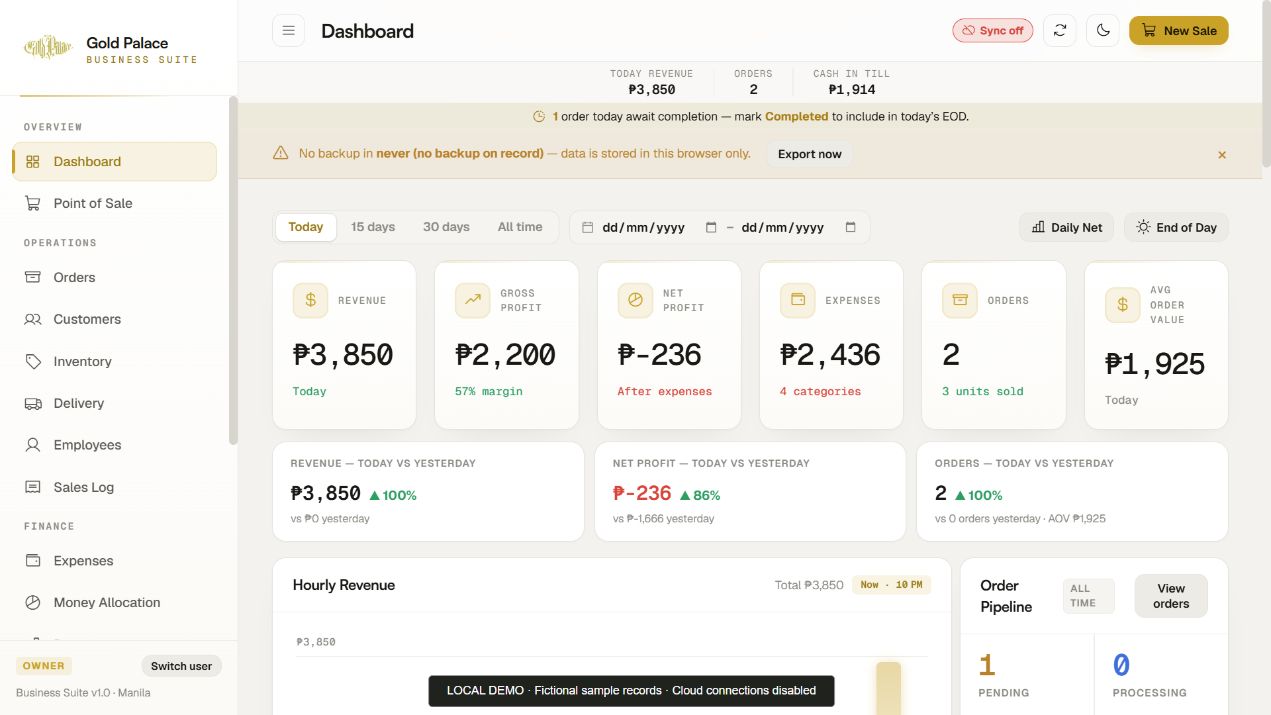 Gold Palace
BUSINESS SUITE
Dashboard
Sync off
New Sale
TODAY REVENUE
₱3,850
ORDERS
2
CASH IN TILL
₱1,914
1 order today await completion — mark Completed to include in today's EOD.
No backup in never (no backup on record) — data is stored in this browser only.
Export now
×
OVERVIEW
Dashboard
Point of Sale
OPERATIONS
Orders
Customers
Inventory
Delivery
Employees
Sales Log
FINANCE
Expenses
Money Allocation
OWNER
Switch user
Business Suite v1.0 · Manila
Today
15 days
30 days
All time
dd/mm/yyyy
–
dd/mm/yyyy
Daily Net
End of Day
REVENUE
₱3,850
Today
GROSS
PROFIT
₱2,200
57% margin
NET
PROFIT
₱-236
After expenses
EXPENSES
₱2,436
4 categories
ORDERS
2
3 units sold
AVG
ORDER
VALUE
₱1,925
Today
REVENUE — TODAY VS YESTERDAY
₱3,850 ▲100%
vs ₱0 yesterday
NET PROFIT — TODAY VS YESTERDAY
₱-236 ▲86%
vs ₱-1,666 yesterday
ORDERS — TODAY VS YESTERDAY
2 ▲100%
vs 0 orders yesterday · AOV ₱1,925
Hourly Revenue
Total ₱3,850
Now · 10 PM
₱3,850
Order
Pipeline
ALL
TIME
View
orders
1
PENDING
0
PROCESSING
LOCAL DEMO · Fictional sample records · Cloud connections disabled